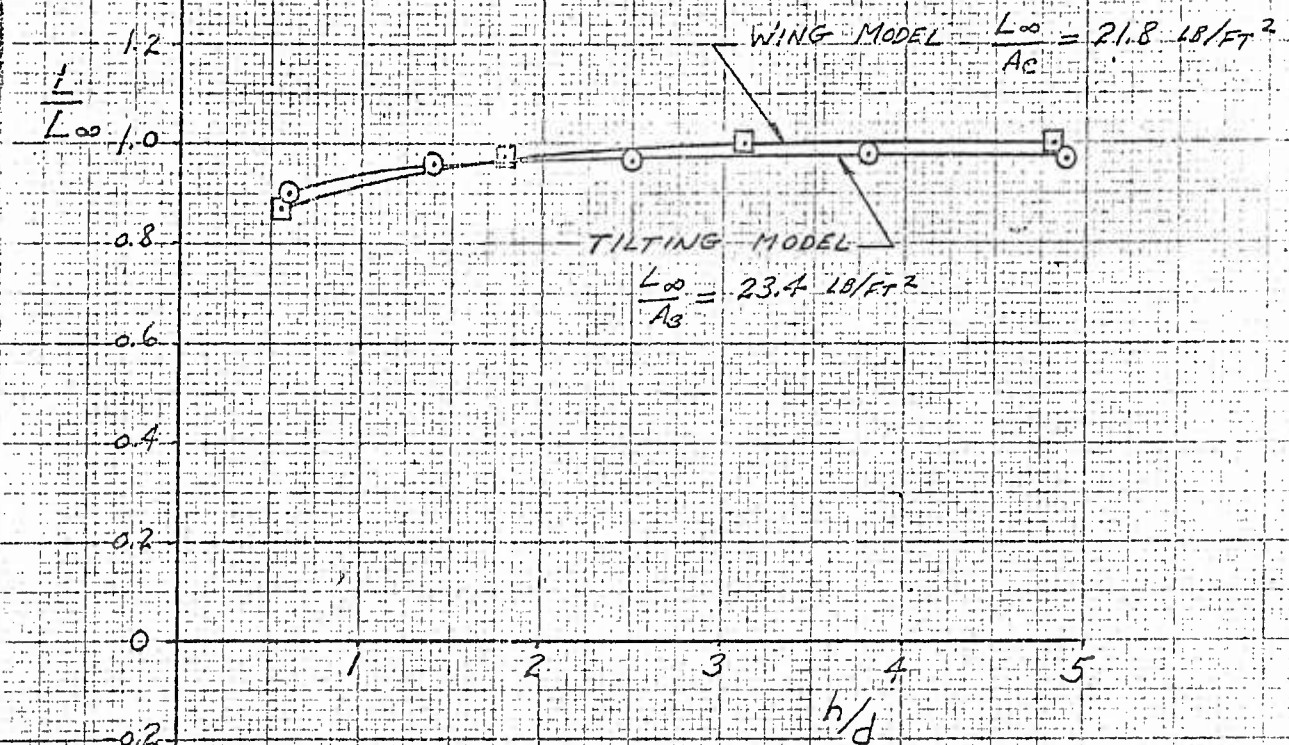 1.2
WING MODEL L∞/Ac = 21.8 LB/FT²
L/L∞
1.0
0.8
TILTING MODEL
L∞/A3 = 23.4 LB/FT²
0.6
0.4
0.2
0
1 2 3 4 5
h/d
-0.2